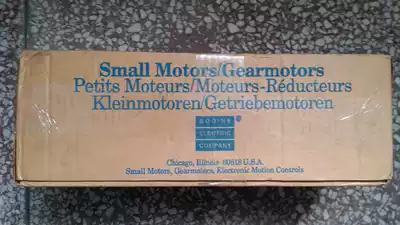 Small Motors/Gearmotors
Petits Moteurs/Moteurs-Réducteurs
Kleinmotoren/Getriebemotoren
BODINE ®
ELECTRIC
COMPANY
Chicago, Illinois 60618 U.S.A.
Small Motors, Gearmotors, Electronic Motion Controls